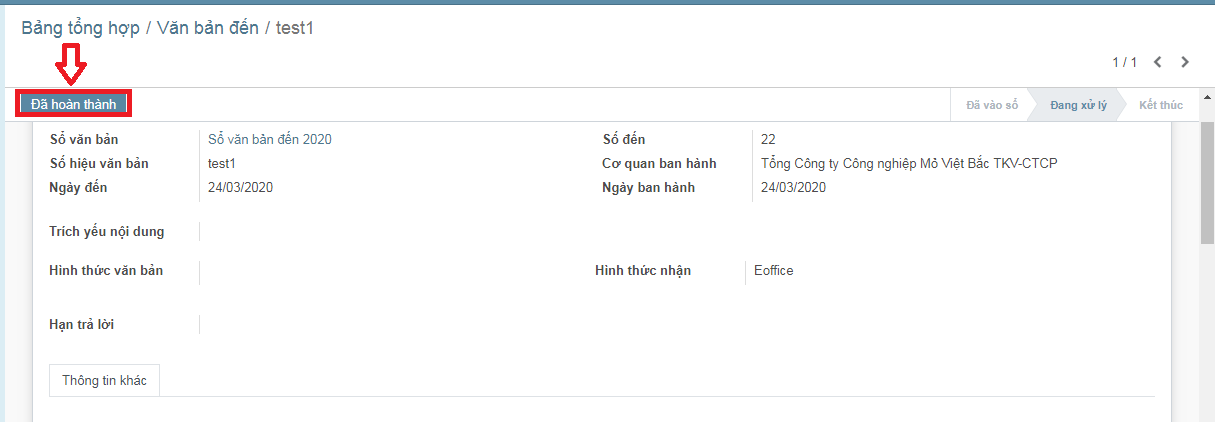 Bảng tổng hợp / Văn bản đến / test1
1 / 1
Đã hoàn thành
Đã vào sổ Đang xử lý Kết thúc
Sổ văn bản Sổ văn bản đến 2020 Số đến 22
Số hiệu văn bản test1 Cơ quan ban hành Tổng Công ty Công nghiệp Mỏ Việt Bắc TKV-CTCP
Ngày đến 24/03/2020 Ngày ban hành 24/03/2020
Trích yếu nội dung
Hình thức văn bản Hình thức nhận Eoffice
Hạn trả lời
Thông tin khác